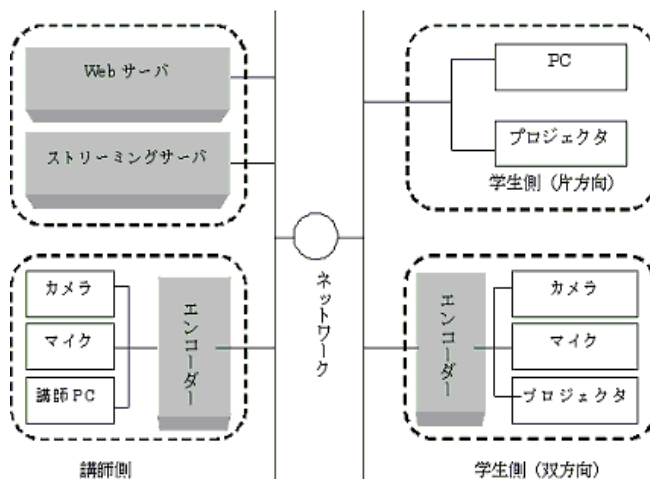 Webサーバ
ストリーミングサーバ
PC
プロジェクタ
学生側（片方向）
ネットワーク
カメラ
マイク
講師PC
エンコーダー
講師側
エンコーダー
カメラ
マイク
プロジェクタ
学生側（双方向）